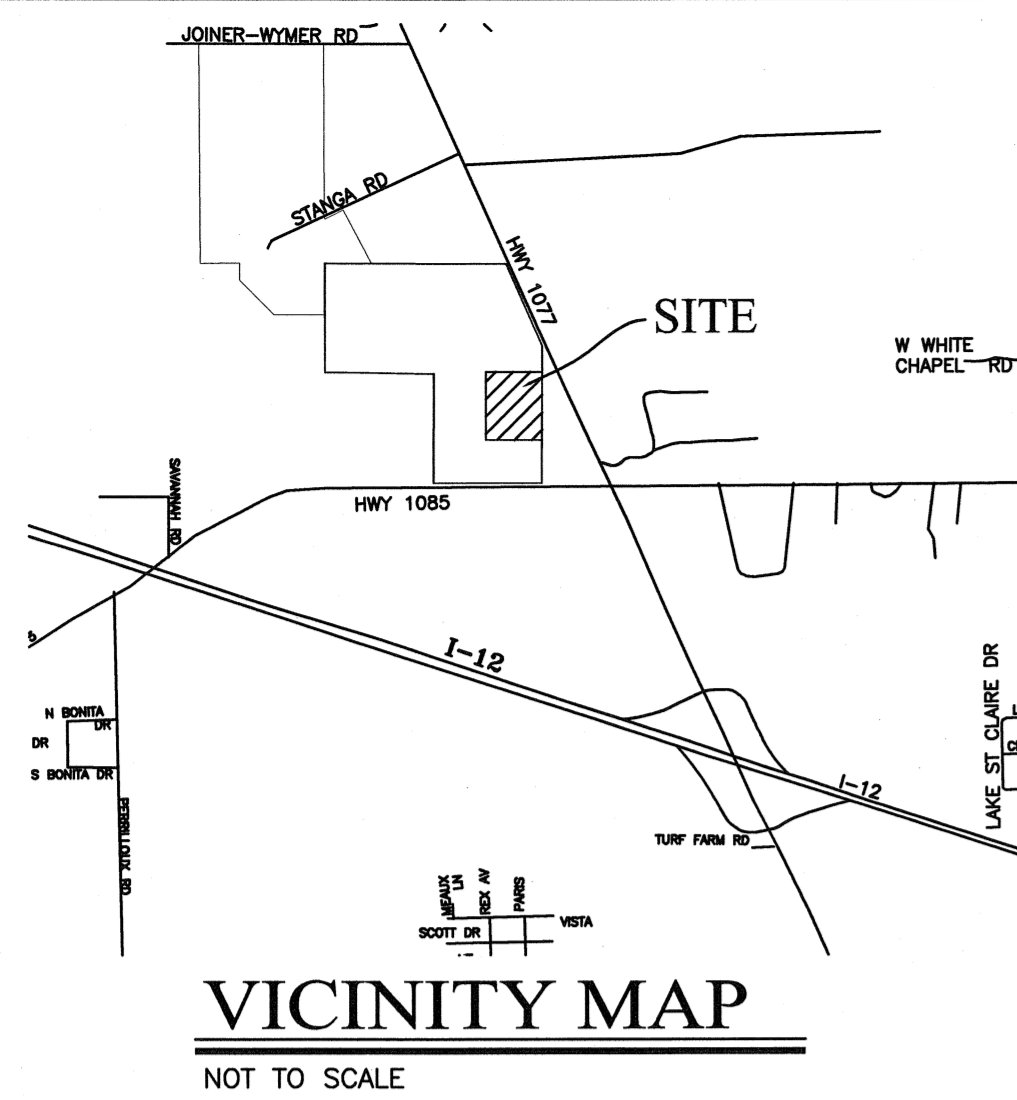 JOINER-WYMER RD
STANGA RD
HWY 1077
SITE
W WHITE
CHAPEL RD
SAVANNAH RD
HWY 1085
I-12
N BONITA
DR
DR
S BONITA DR
PERRILLOUX RD
LAKE ST CLAIRE DR
I-12
TURF FARM RD
MEAUX
LN
REX AV
PARIS
VISTA
SCOTT DR
VICINITY MAP
NOT TO SCALE